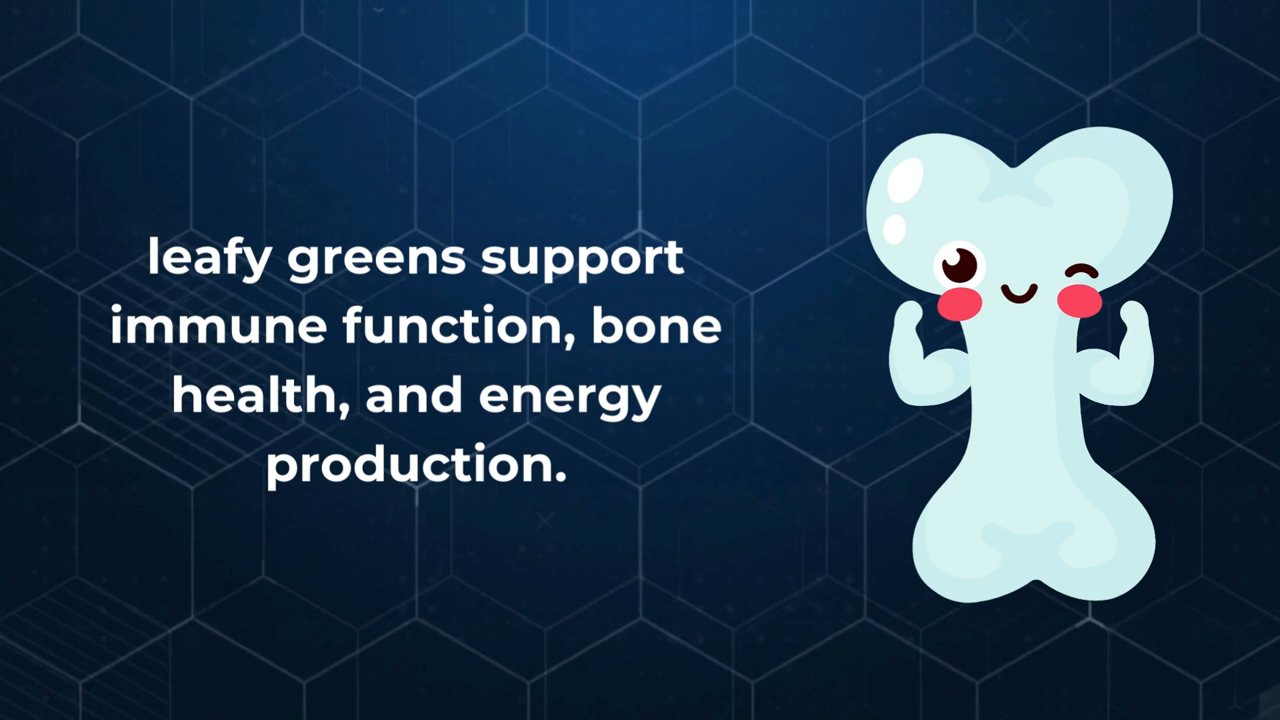 leafy greens support
immune function, bone
health, and energy
production.